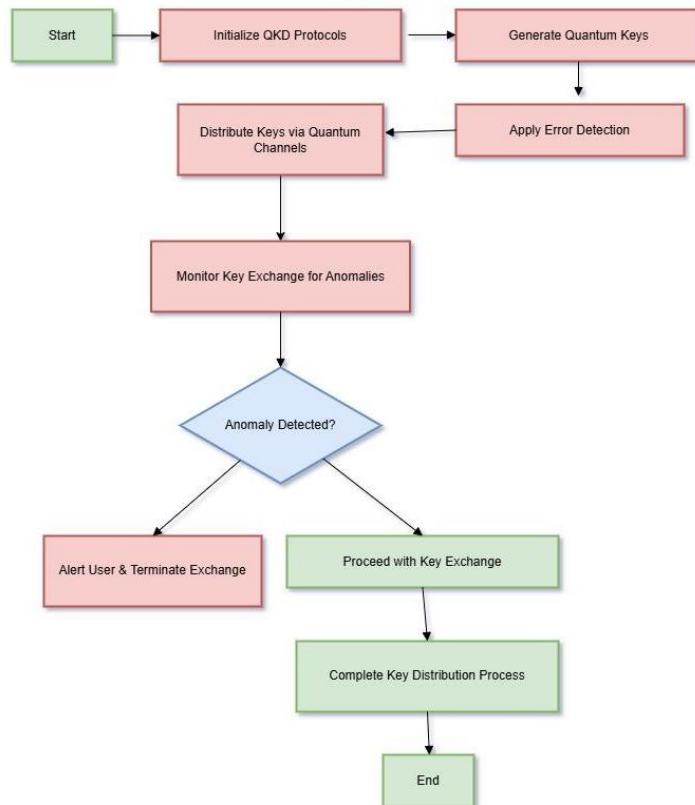 Start
Initialize QKD Protocols
Generate Quantum Keys
Apply Error Detection
Distribute Keys via Quantum
Channels
Monitor Key Exchange for Anomalies
Anomaly Detected?
Alert User & Terminate Exchange
Proceed with Key Exchange
Complete Key Distribution Process
End